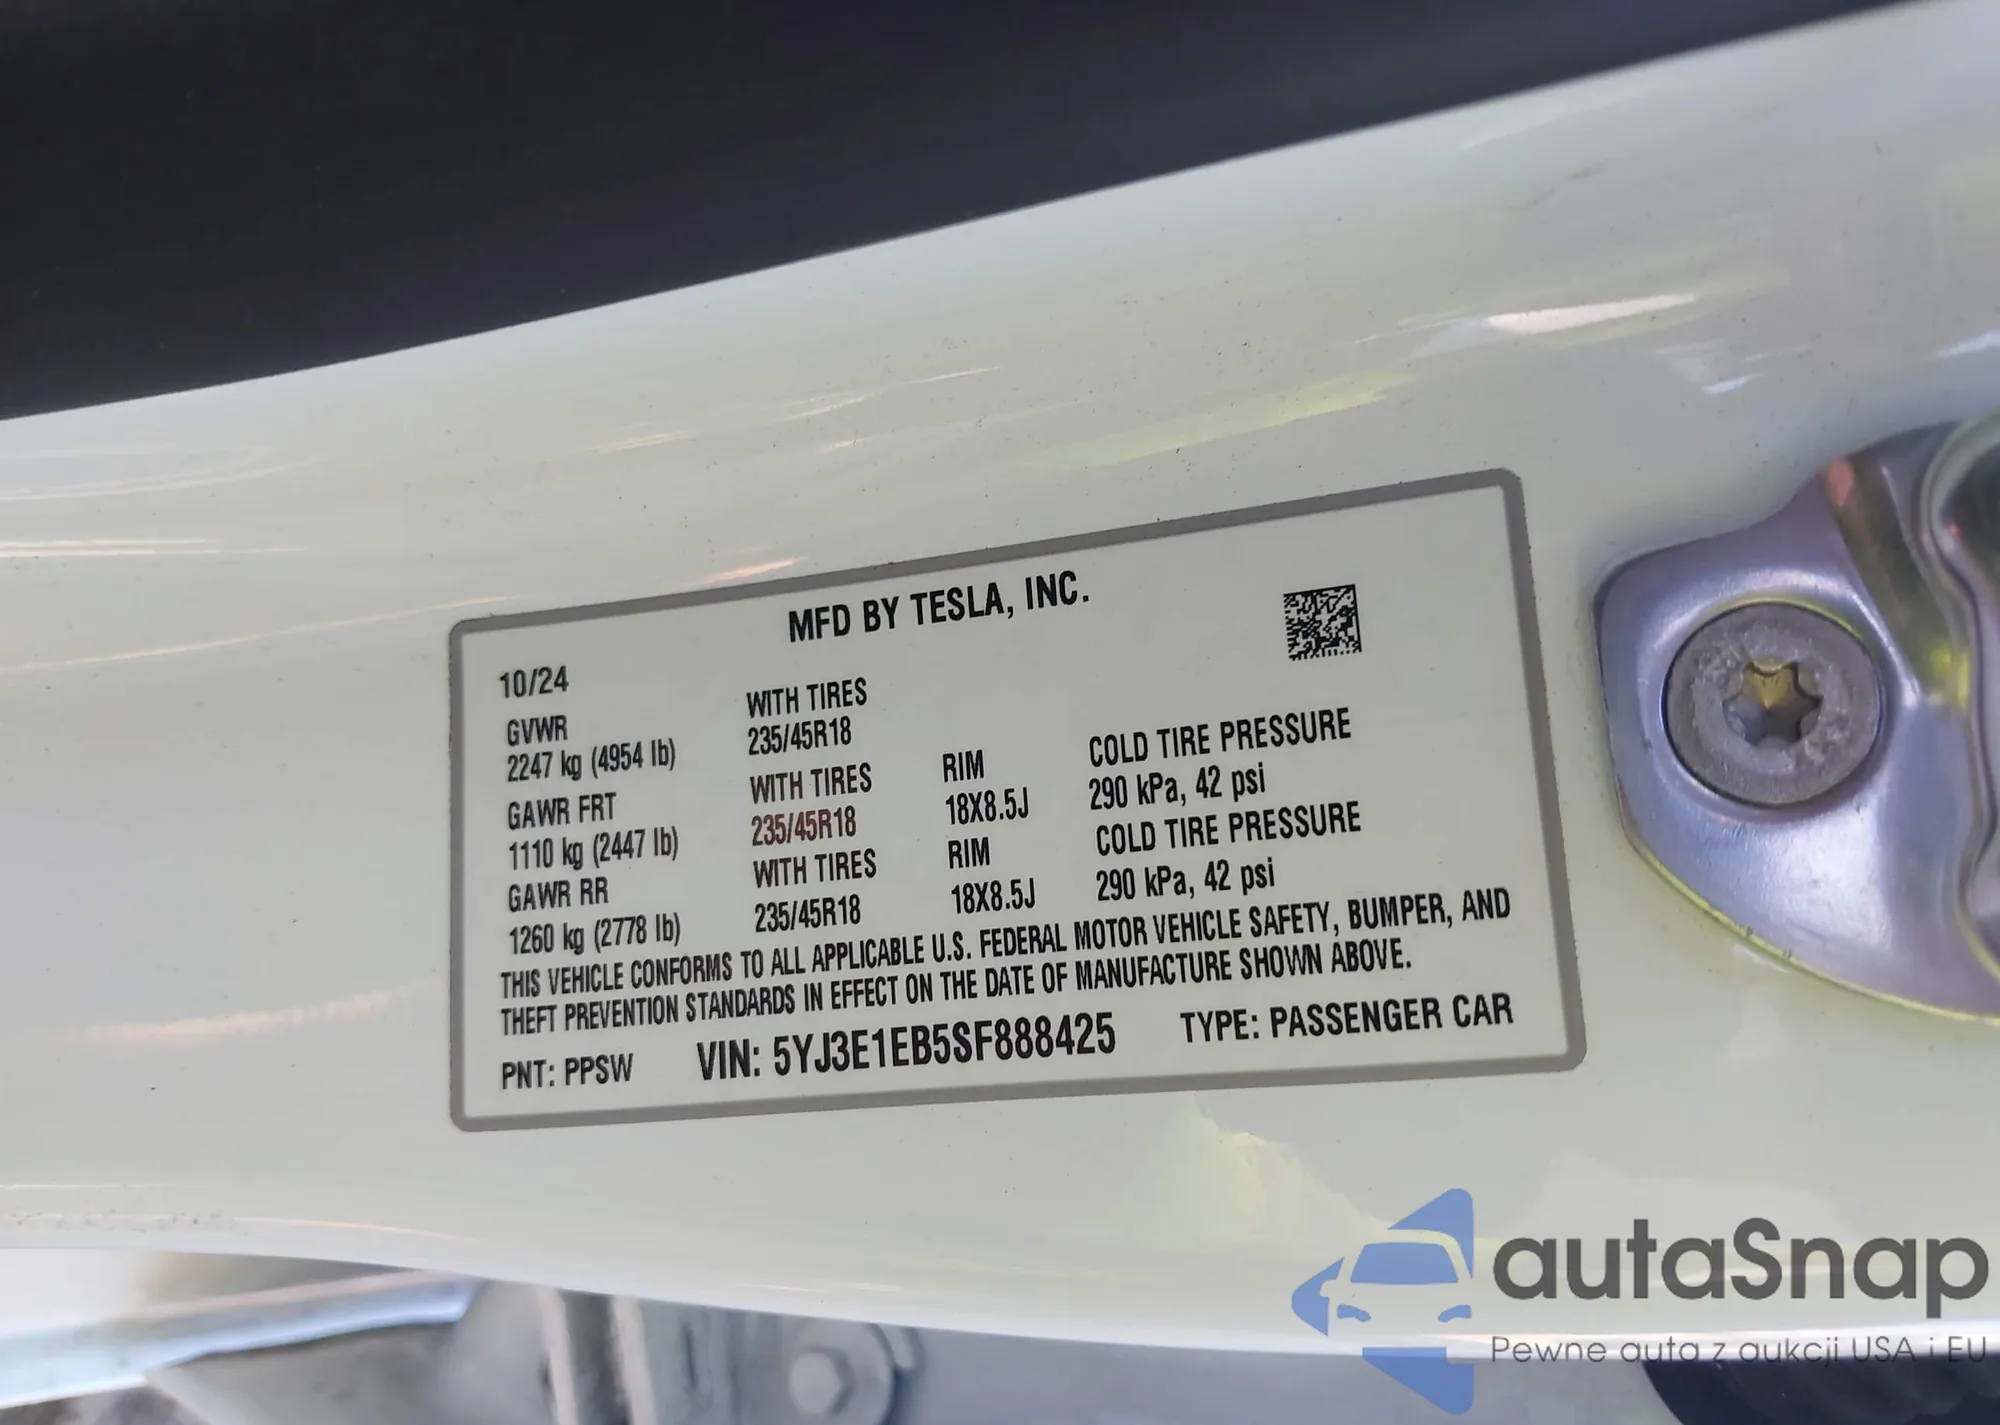 MFD BY TESLA, INC.
10/24
GVWR
2247 kg (4954 lb)
WITH TIRES
235/45R18
GAWR FRT
1110 kg (2447 lb)
WITH TIRES
235/45R18
RIM
18X8.5J
COLD TIRE PRESSURE
290 kPa, 42 psi
GAWR RR
1260 kg (2778 lb)
WITH TIRES
235/45R18
RIM
18X8.5J
COLD TIRE PRESSURE
290 kPa, 42 psi
THIS VEHICLE CONFORMS TO ALL APPLICABLE U.S. FEDERAL MOTOR VEHICLE SAFETY, BUMPER, AND
THEFT PREVENTION STANDARDS IN EFFECT ON THE DATE OF MANUFACTURE SHOWN ABOVE.
PNT: PPSW VIN: 5YJ3E1EB5SF888425 TYPE: PASSENGER CAR
autaSnap
Pewne auta z aukcji USA i EU